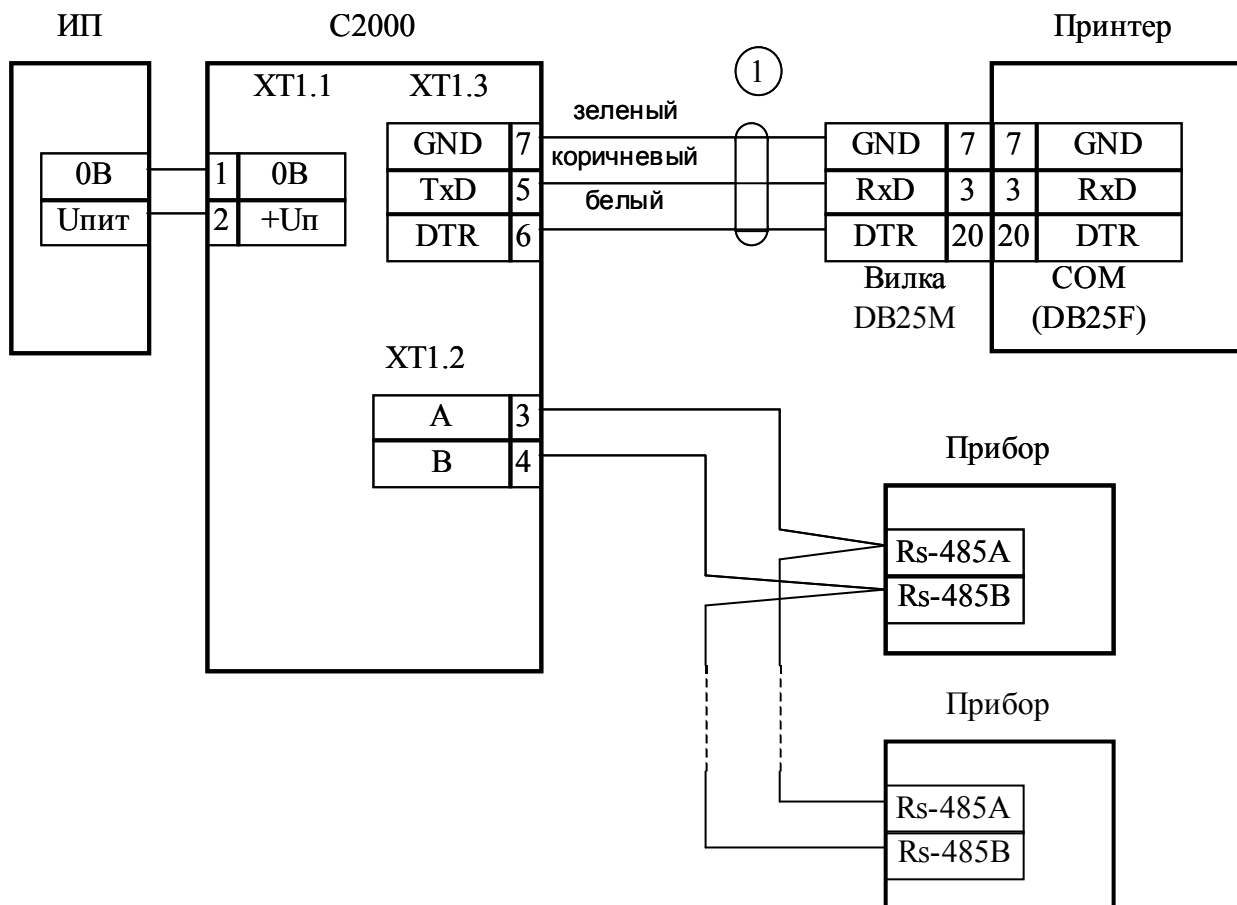 ИП
С2000
Принтер
1
XT1.1
XT1.3
зеленый
GND 7
GND 7 7 GND
коричневый
0В
1 0В
TxD 5
RxD 3 3 RxD
белый
Uпит
2 +Uп
DTR 6
DTR 20 20 DTR
Вилка
DB25M
COM
(DB25F)
XT1.2
A 3
B 4
Прибор
Rs-485A
Rs-485B
Прибор
Rs-485A
Rs-485B